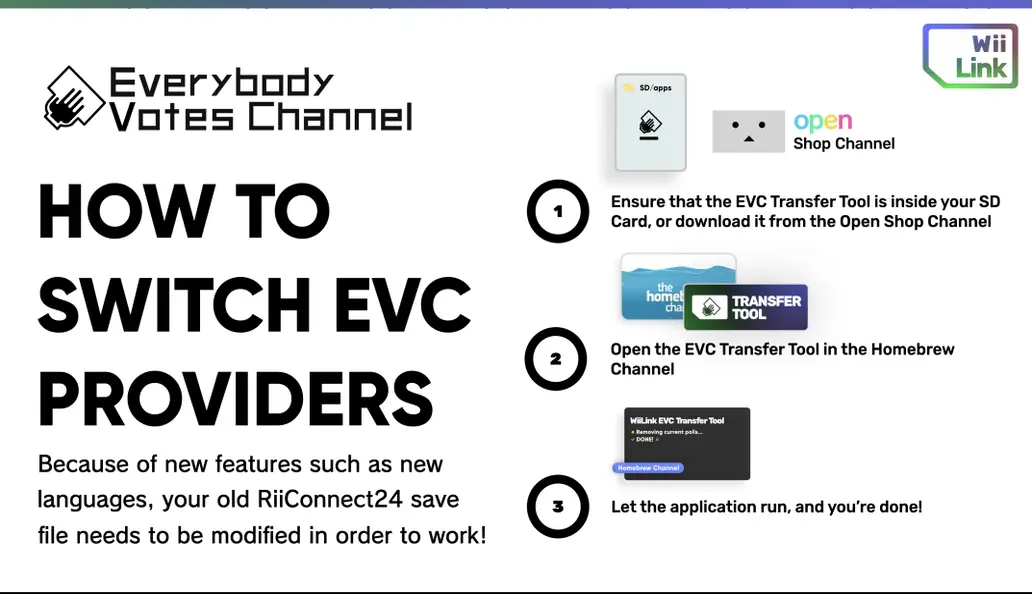 Everybody
Votes Channel
HOW TO
SWITCH EVC
PROVIDERS
Because of new features such as new
languages, your old RiiConnect24 save
file needs to be modified in order to work!
Wii
Link
SD/apps
open
Shop Channel
1
Ensure that the EVC Transfer Tool is inside your SD
Card, or download it from the Open Shop Channel
the
homeb
cha
TRANSFER
TOOL
2
Open the EVC Transfer Tool in the Homebrew
Channel
WiiLink EVC Transfer Tool
Removing current polls...
DONE!
Homebrew Channel
3
Let the application run, and you're done!